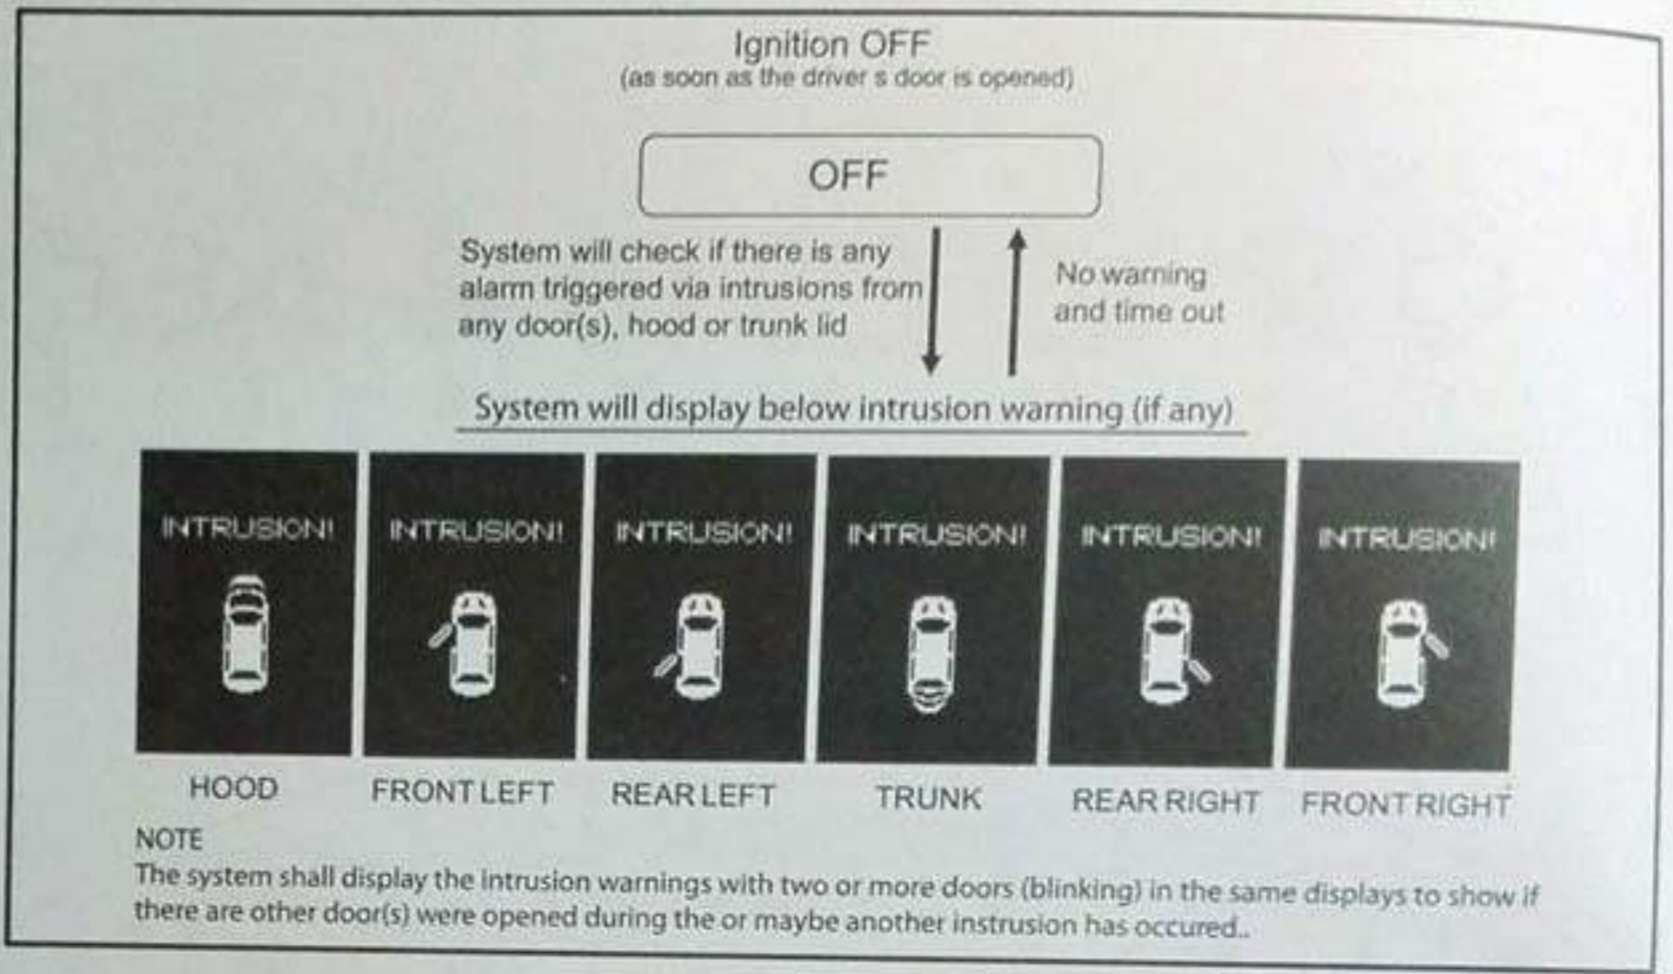 Ignition OFF
(as soon as the driver s door is opened)
OFF
System will check if there is any
alarm triggered via intrusions from
any door(s), hood or trunk lid
No warning
and time out
System will display below intrusion warning (if any)
INTRUSION! INTRUSION! INTRUSION! INTRUSION! INTRUSION! INTRUSION!
HOOD FRONT LEFT REAR LEFT TRUNK REAR RIGHT FRONT RIGHT
NOTE
The system shall display the intrusion warnings with two or more doors (blinking) in the same displays to show if
there are other door(s) were opened during the or maybe another instrusion has occured..